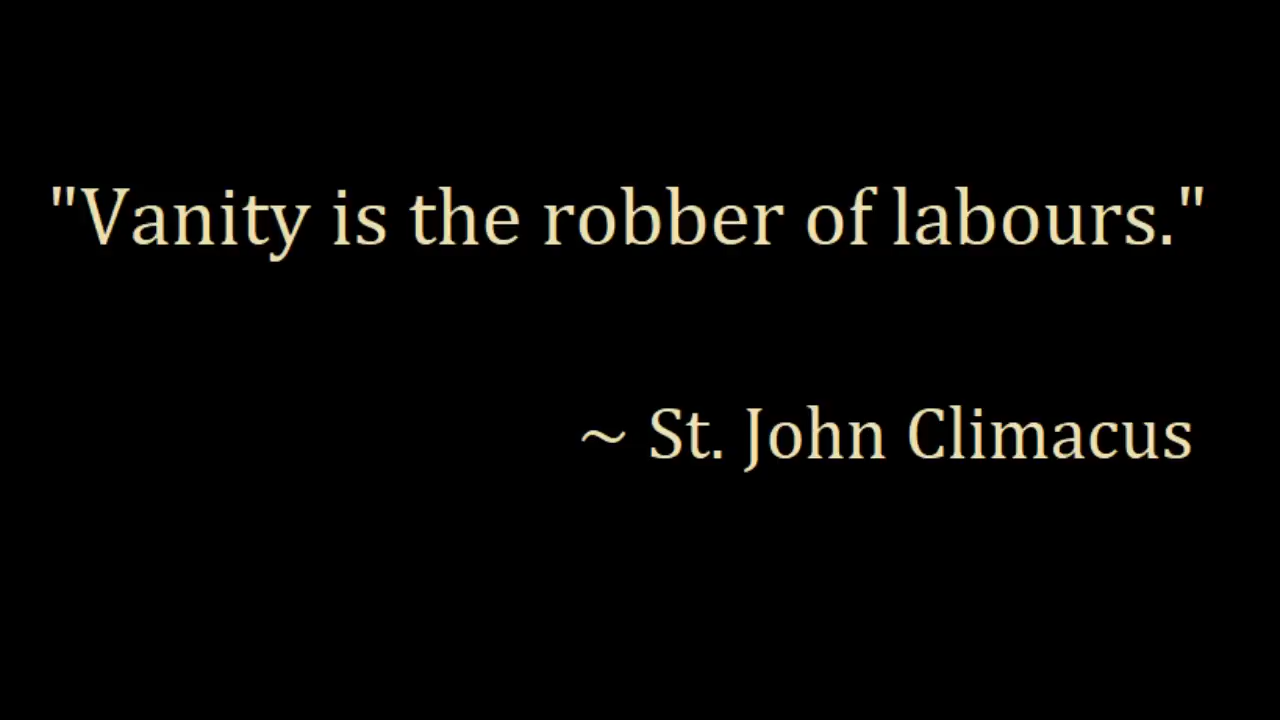 "Vanity is the robber of labours."
~ St. John Climacus